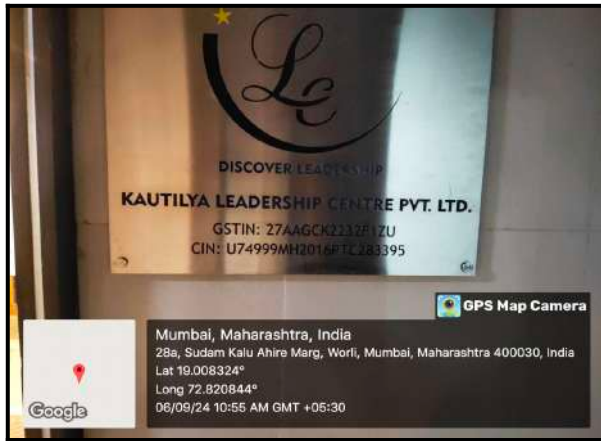 LC
DISCOVER LEADERSHIP
KAUTILYA LEADERSHIP CENTRE PVT. LTD.
GSTIN: 27AAGCK2232F1ZU
CIN: U74999MH2016PTC283395
GPS Map Camera
Mumbai, Maharashtra, India
28a, Sudam Kalu Ahire Marg, Worli, Mumbai, Maharashtra 400030, India
Lat 19.008324°
Long 72.820844°
06/09/24 10:55 AM GMT +05:30
Google